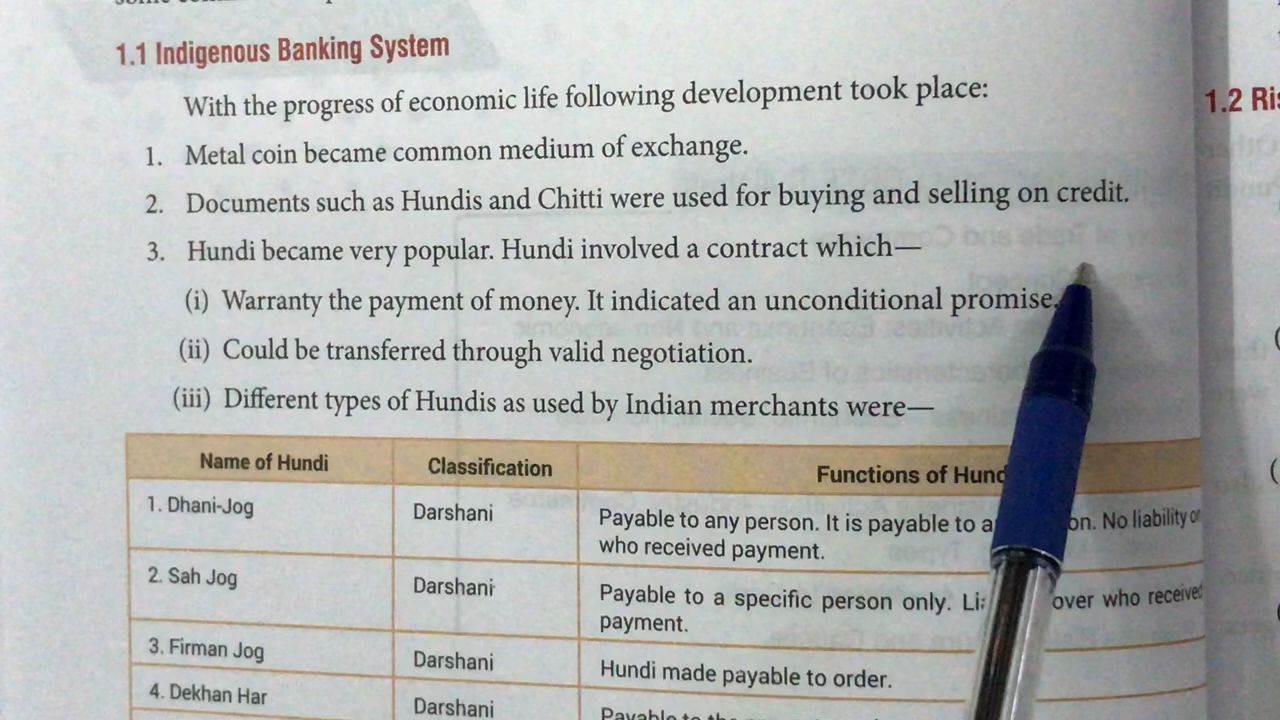 1.1 Indigenous Banking System
With the progress of economic life following development took place:
1. Metal coin became common medium of exchange.
2. Documents such as Hundis and Chitti were used for buying and selling on credit.
3. Hundi became very popular. Hundi involved a contract which—
(i) Warranty the payment of money. It indicated an unconditional promise.
(ii) Could be transferred through valid negotiation.
(iii) Different types of Hundis as used by Indian merchants were—
Name of Hundi Classification Functions of
1. Dhani-Jog Darshani Payable to any person. It is payable to No liability
who received payment.
2. Sah Jog Darshani Payable to a specific person only. over who received
payment.
3. Firman Jog Darshani Hundi made payable to order.
4. Dekhan Har Darshani
1.2